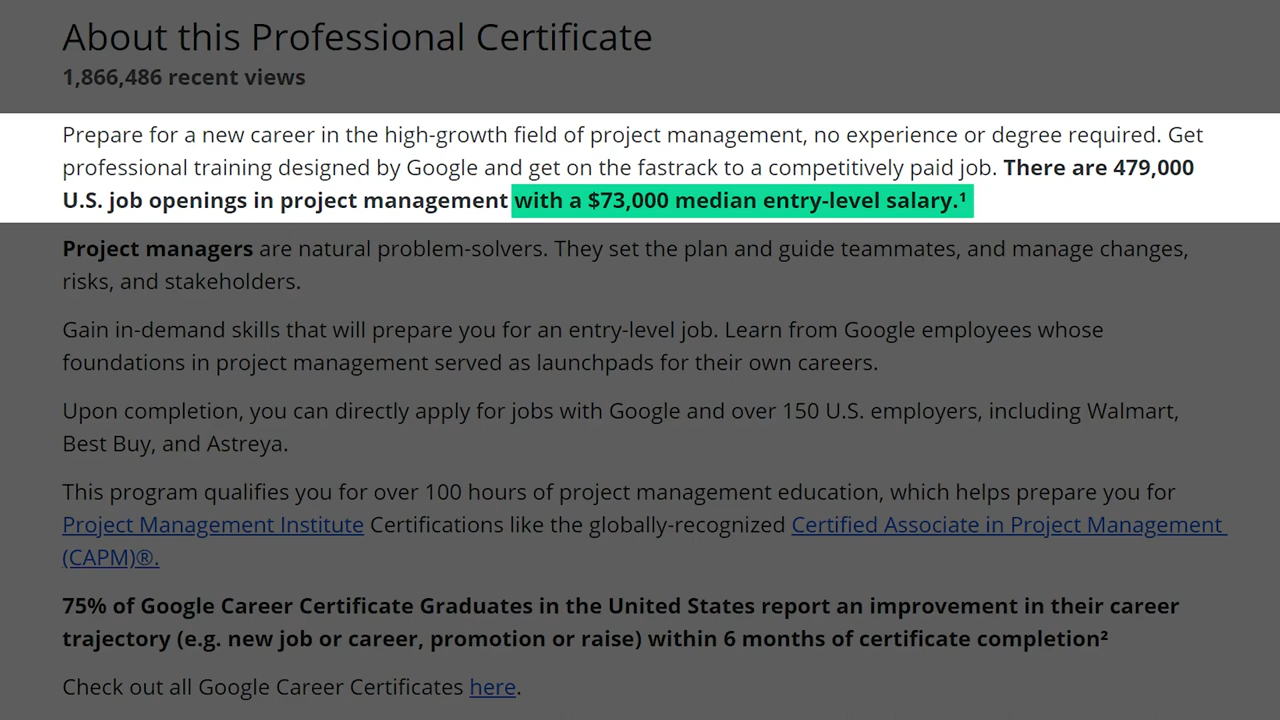 About this Professional Certificate
1,866,486 recent views
Prepare for a new career in the high-growth field of project management, no experience or degree required. Get
professional training designed by Google and get on the fastrack to a competitively paid job. There are 479,000
U.S. job openings in project management with a $73,000 median entry-level salary.¹
Project managers are natural problem-solvers. They set the plan and guide teammates, and manage changes,
risks, and stakeholders.
Gain in-demand skills that will prepare you for an entry-level job. Learn from Google employees whose
foundations in project management served as launchpads for their own careers.
Upon completion, you can directly apply for jobs with Google and over 150 U.S. employers, including Walmart,
Best Buy, and Astreya.
This program qualifies you for over 100 hours of project management education, which helps prepare you for
Project Management Institute Certifications like the globally-recognized Certified Associate in Project Management
(CAPM)®.
75% of Google Career Certificate Graduates in the United States report an improvement in their career
trajectory (e.g. new job or career, promotion or raise) within 6 months of certificate completion²
Check out all Google Career Certificates here.